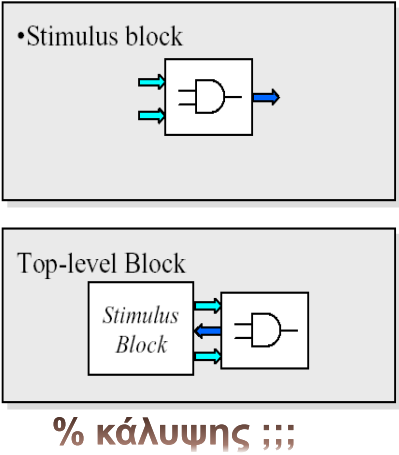 •Stimulus block
Top-level Block
Stimulus
Block
% κάλυψης ;;;